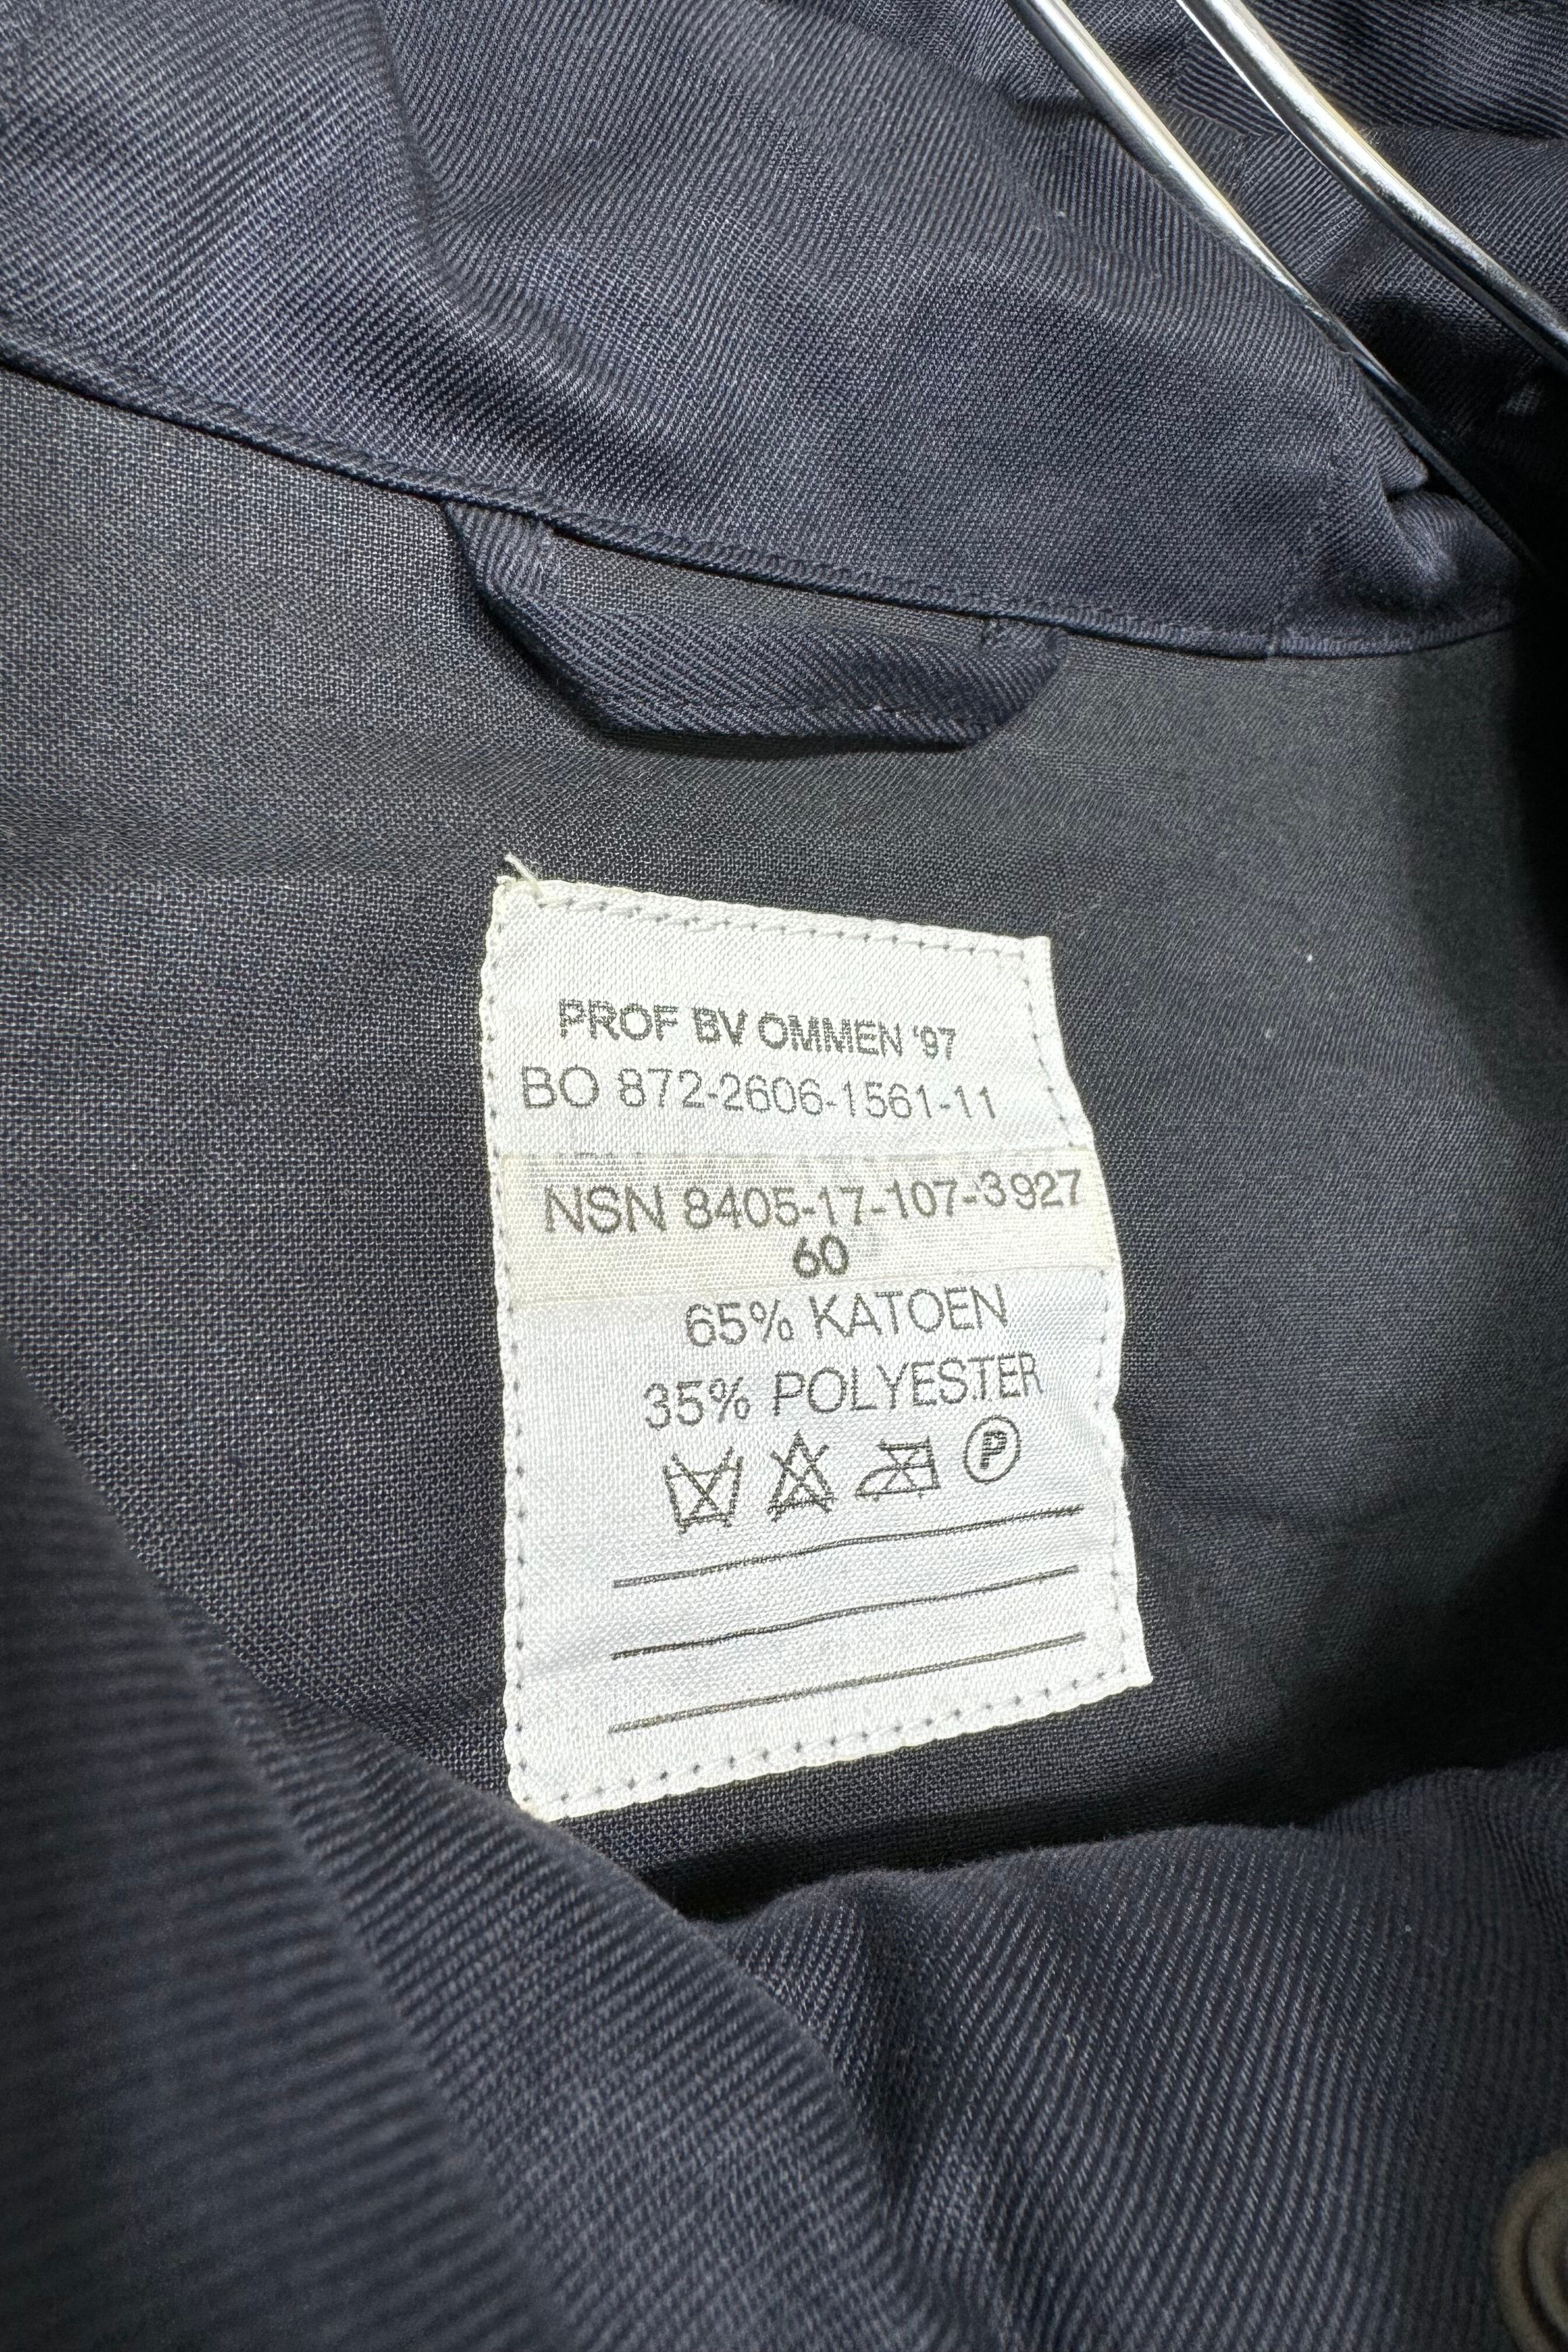 PROF BV OMMEN '97
BO 872-2606-1561-11
NSN 8405-17-107-3927
60
65% KATOEN
35% POLYESTER
P